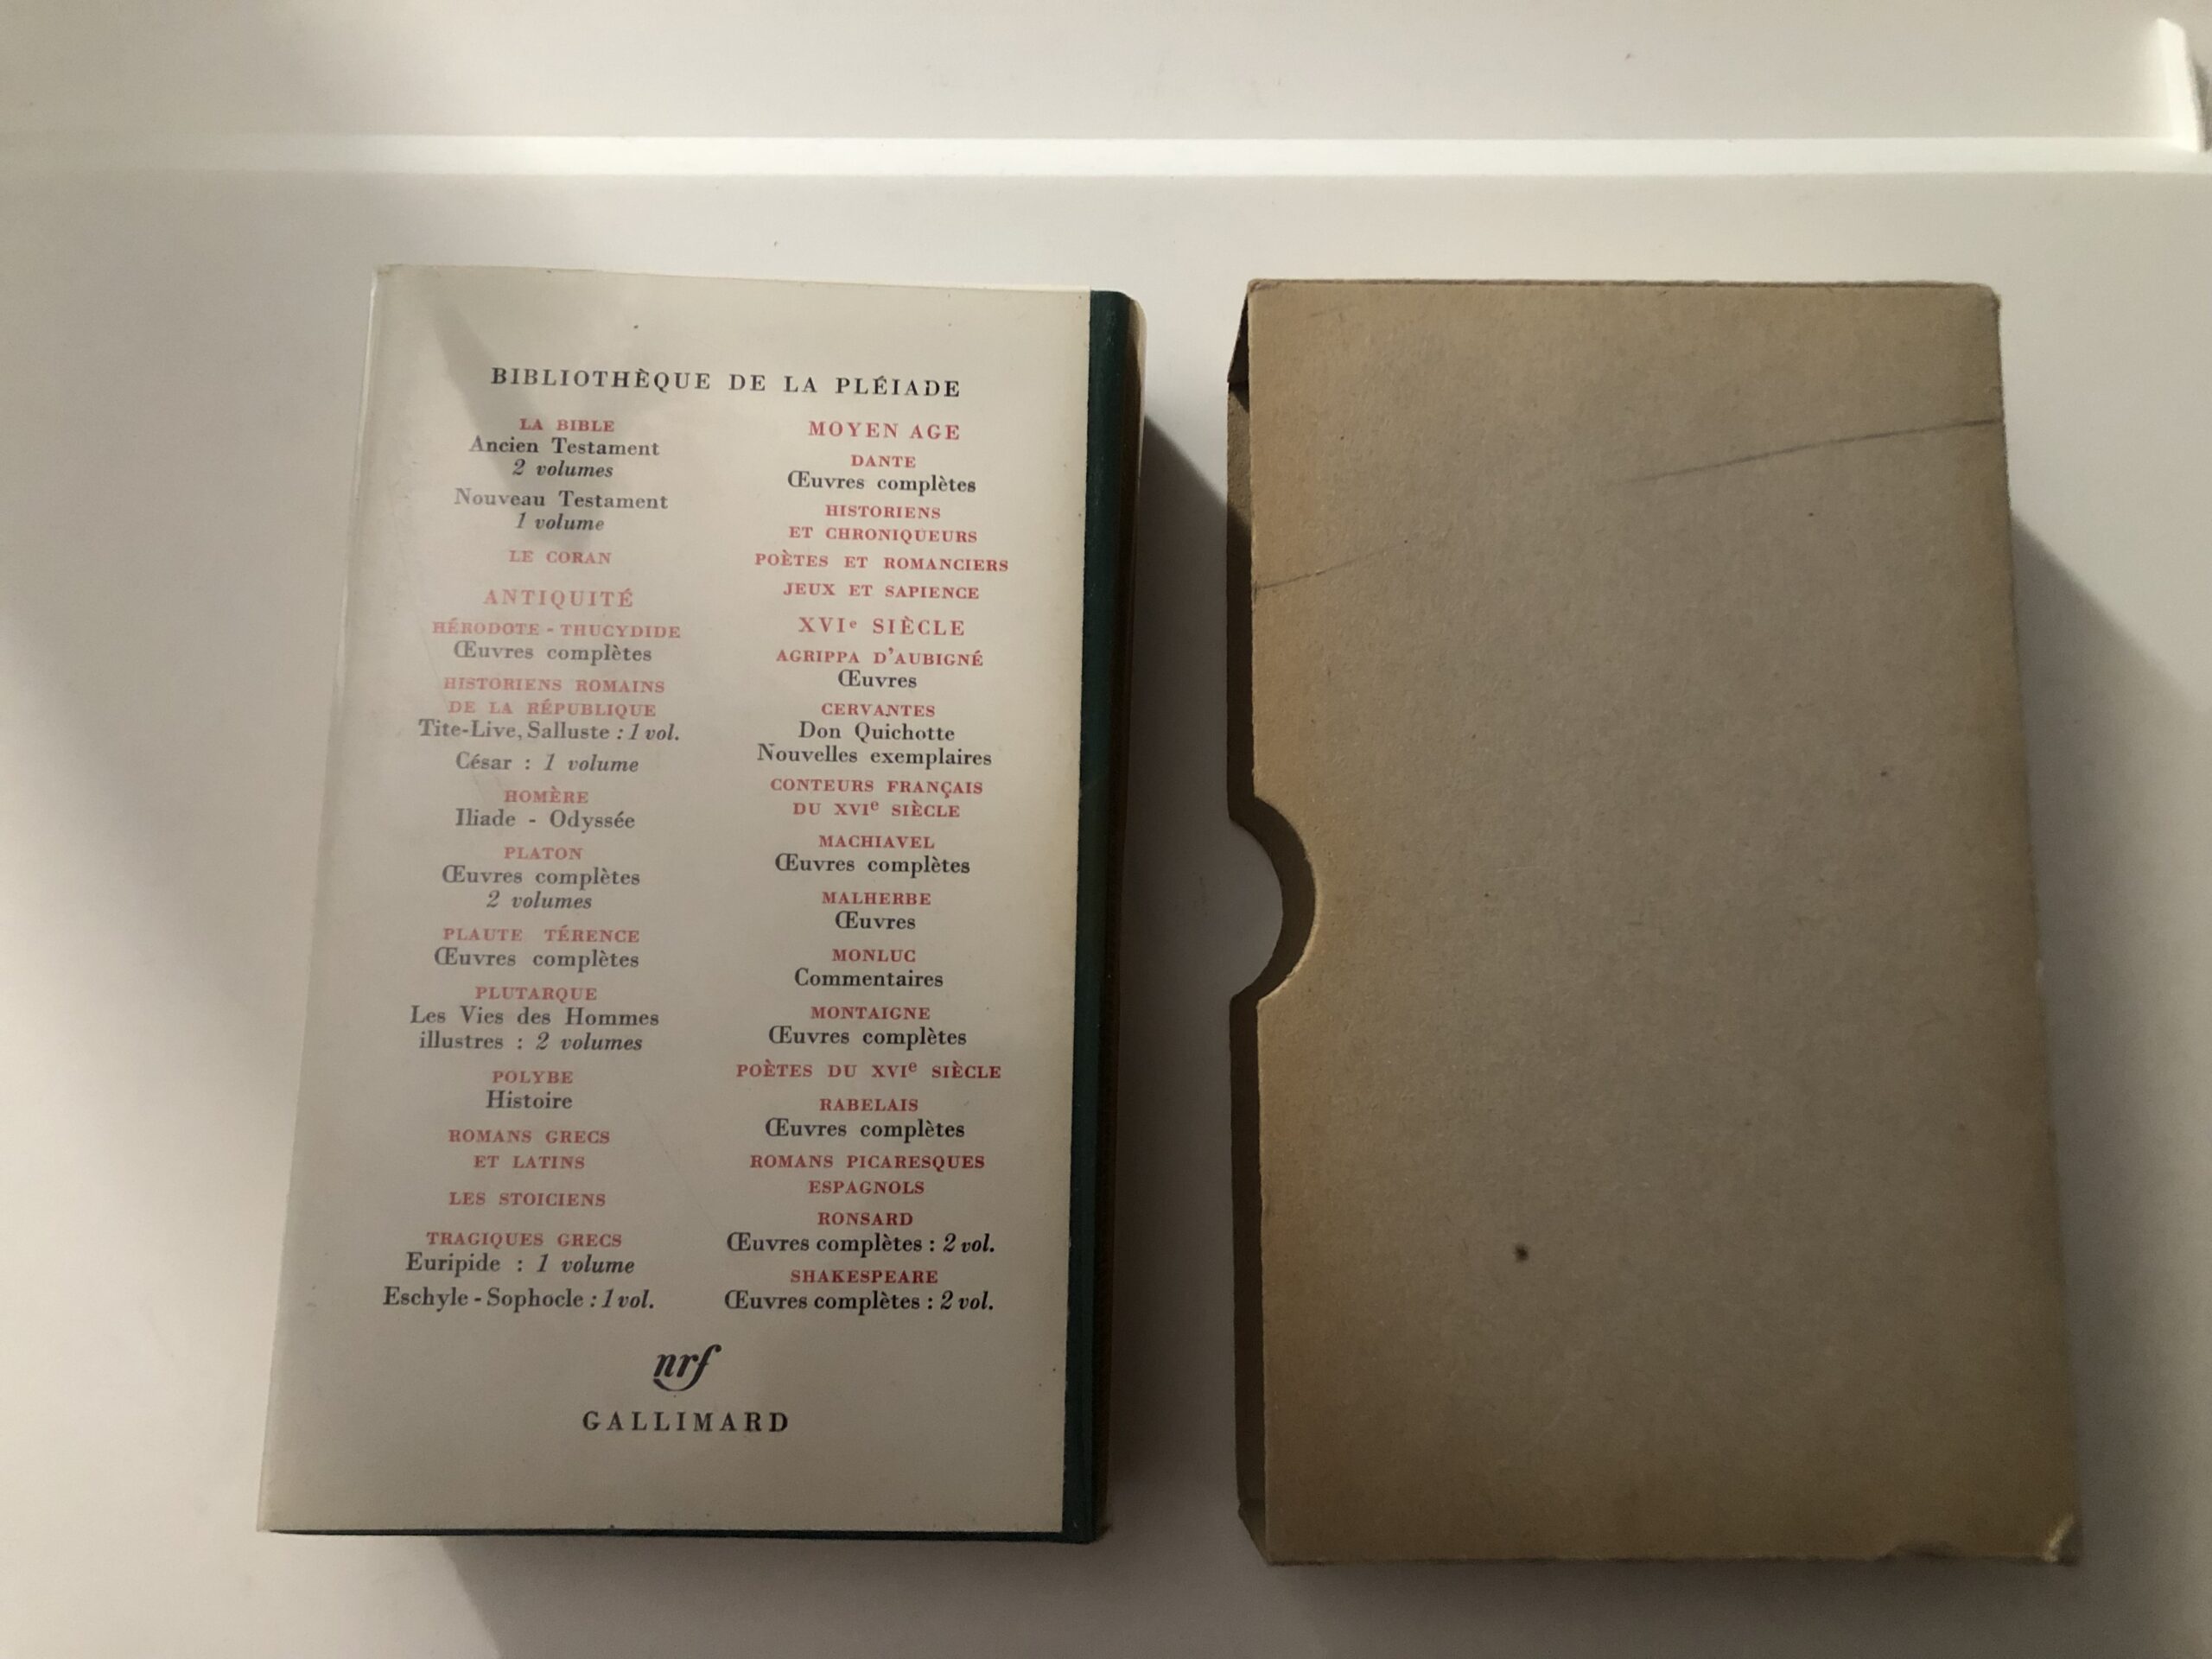 BIBLIOTHÈQUE DE LA PLÉIADE
LA BIBLE
Ancien Testament
2 volumes
Nouveau Testament
1 volume
LE CORAN
ANTIQUITÉ
HÉRODOTE - THUCYDIDE
Œuvres complètes
HISTORIENS ROMAINS
DE LA RÉPUBLIQUE
Tite-Live, Salluste : 1 vol.
César : 1 volume
HOMÈRE
Iliade - Odyssée
PLATON
Œuvres complètes
2 volumes
PLAUTE TÉRENCE
Œuvres complètes
PLUTARQUE
Les Vies des Hommes
illustres : 2 volumes
POLYBE
Histoire
ROMANS GRECS
ET LATINS
LES STOICIENS
TRAGIQUES GRECS
Euripide : 1 volume
Eschyle - Sophocle : 1 vol.
MOYEN AGE
DANTE
Œuvres complètes
HISTORIENS
ET CHRONIQUEURS
POÈTES ET ROMANCIERS
JEUX ET SAPIENCE
XVIe SIÈCLE
AGRIPPA D'AUBIGNÉ
Œuvres
CERVANTES
Don Quichotte
Nouvelles exemplaires
CONTEURS FRANÇAIS
DU XVIe SIÈCLE
MACHIAVEL
Œuvres complètes
MALHERBE
Œuvres
MONLUC
Commentaires
MONTAIGNE
Œuvres complètes
POÈTES DU XVIe SIÈCLE
RABELAIS
Œuvres complètes
ROMANS PICARESQUES
ESPAGNOLS
RONSARD
Œuvres complètes : 2 vol.
SHAKESPEARE
Œuvres complètes : 2 vol.
nrf
GALLIMARD